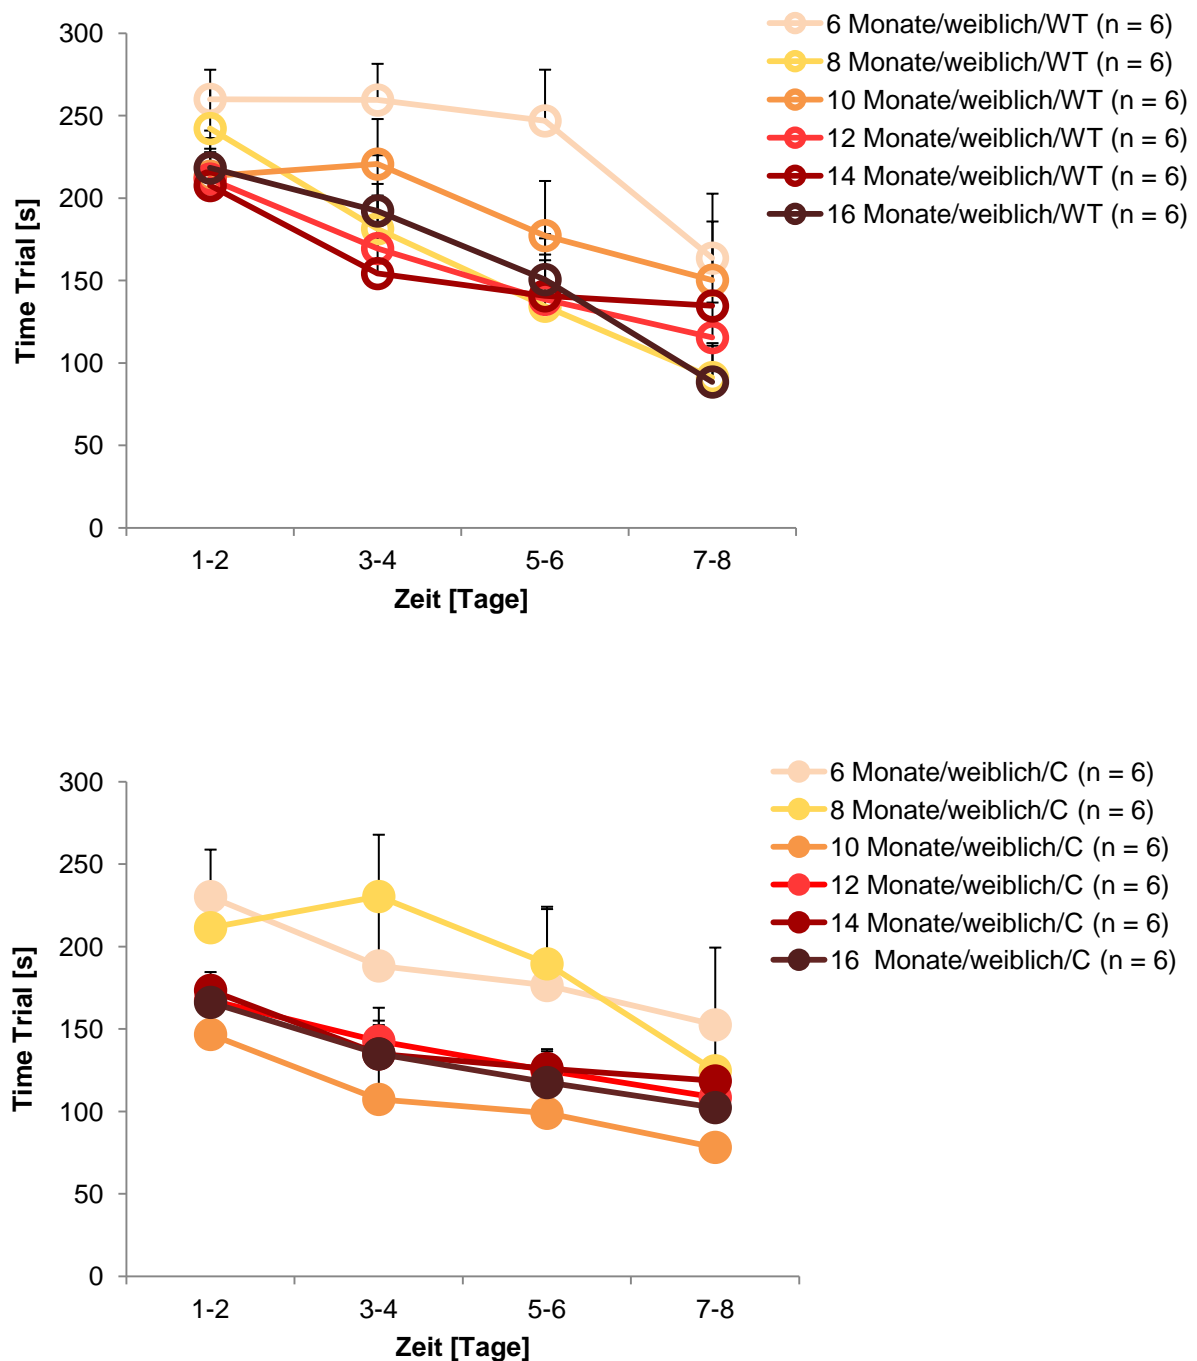 6 Monate/weiblich/WT (n = 6)
8 Monate/weiblich/WT (n = 6)
10 Monate/weiblich/WT (n = 6)
12 Monate/weiblich/WT (n = 6)
14 Monate/weiblich/WT (n = 6)
16 Monate/weiblich/WT (n = 6)
300
250
200
150
100
50
0
Time Trial [s]
1-2 3-4 5-6 7-8
Zeit [Tage]
6 Monate/weiblich/C (n = 6)
8 Monate/weiblich/C (n = 6)
10 Monate/weiblich/C (n = 6)
12 Monate/weiblich/C (n = 6)
14 Monate/weiblich/C (n = 6)
16  Monate/weiblich/C (n = 6)
300
250
200
150
100
50
0
Time Trial [s]
1-2 3-4 5-6 7-8
Zeit [Tage]